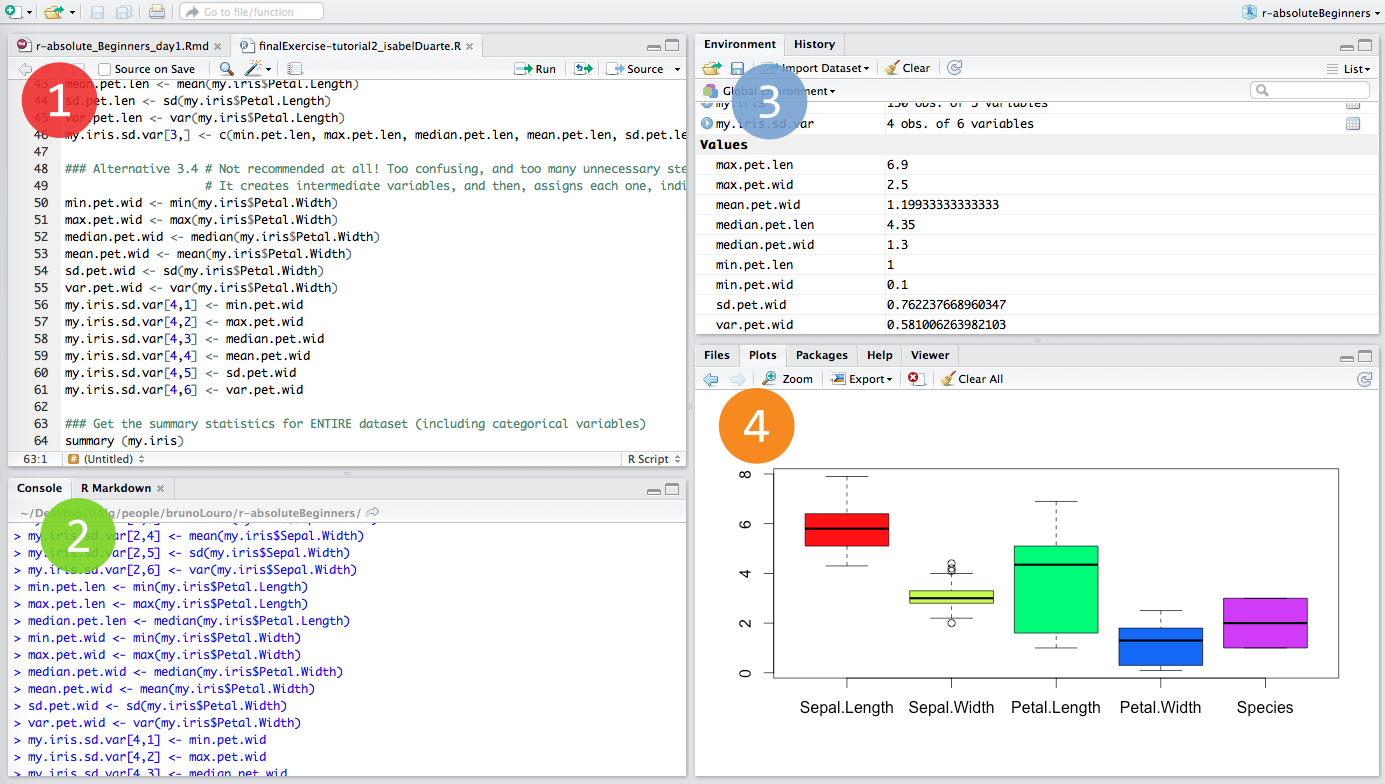 Go to file/function
r-absoluteBeginners
r-absolute_Beginners_day1.Rmd
finalExercise-tutorial2_isabelDuarte.R
Source on Save
Run
Source
1
43 mean.pet.len <- mean(my.iris$Petal.Length)
44 sd.pet.len <- sd(my.iris$Petal.Length)
45 var.pet.len <- var(my.iris$Petal.Length)
46 my.iris.sd.var[3,] <- c(min.pet.len, max.pet.len, median.pet.len, mean.pet.len, sd.pet.le
47
48 ### Alternative 3.4 # Not recommended at all! Too confusing, and too many unnecessary ste
49 # It creates intermediate variables, and then, assigns each one, indi
50 min.pet.wid <- min(my.iris$Petal.Width)
51 max.pet.wid <- max(my.iris$Petal.Width)
52 median.pet.wid <- median(my.iris$Petal.Width)
53 mean.pet.wid <- mean(my.iris$Petal.Width)
54 sd.pet.wid <- sd(my.iris$Petal.Width)
55 var.pet.wid <- var(my.iris$Petal.Width)
56 my.iris.sd.var[4,1] <- min.pet.wid
57 my.iris.sd.var[4,2] <- max.pet.wid
58 my.iris.sd.var[4,3] <- median.pet.wid
59 my.iris.sd.var[4,4] <- mean.pet.wid
60 my.iris.sd.var[4,5] <- sd.pet.wid
61 my.iris.sd.var[4,6] <- var.pet.wid
62
63 ### Get the summary statistics for ENTIRE dataset (including categorical variables)
64 summary (my.iris)
63:1 (Untitled) R Script
Console R Markdown
2
~/Desktop/UAlg/people/brunoLouro/r-absoluteBeginners/
> my.iris.sd.var[2,4] <- mean(my.iris$Sepal.Width)
> my.iris.sd.var[2,5] <- sd(my.iris$Sepal.Width)
> my.iris.sd.var[2,6] <- var(my.iris$Sepal.Width)
> min.pet.len <- min(my.iris$Petal.Length)
> max.pet.len <- max(my.iris$Petal.Length)
> median.pet.len <- median(my.iris$Petal.Length)
> min.pet.wid <- min(my.iris$Petal.Width)
> max.pet.wid <- max(my.iris$Petal.Width)
> median.pet.wid <- median(my.iris$Petal.Width)
> mean.pet.wid <- mean(my.iris$Petal.Width)
> sd.pet.wid <- sd(my.iris$Petal.Width)
> var.pet.wid <- var(my.iris$Petal.Width)
> my.iris.sd.var[4,1] <- min.pet.wid
> my.iris.sd.var[4,2] <- max.pet.wid
> my.iris.sd.var[4,3] <- median.pet.wid
Environment History
Import Dataset Clear List
3
Global Environment
my.iris 150 obs. of 5 variables
my.iris.sd.var 4 obs. of 6 variables
Values
max.pet.len 6.9
max.pet.wid 2.5
mean.pet.wid 1.19933333333333
median.pet.len 4.35
median.pet.wid 1.3
min.pet.len 1
min.pet.wid 0.1
sd.pet.wid 0.762237668960347
var.pet.wid 0.581006263982103
Files Plots Packages Help Viewer
Zoom Export Clear All
4
8
6
4
2
0
Sepal.Length Sepal.Width Petal.Length Petal.Width Species